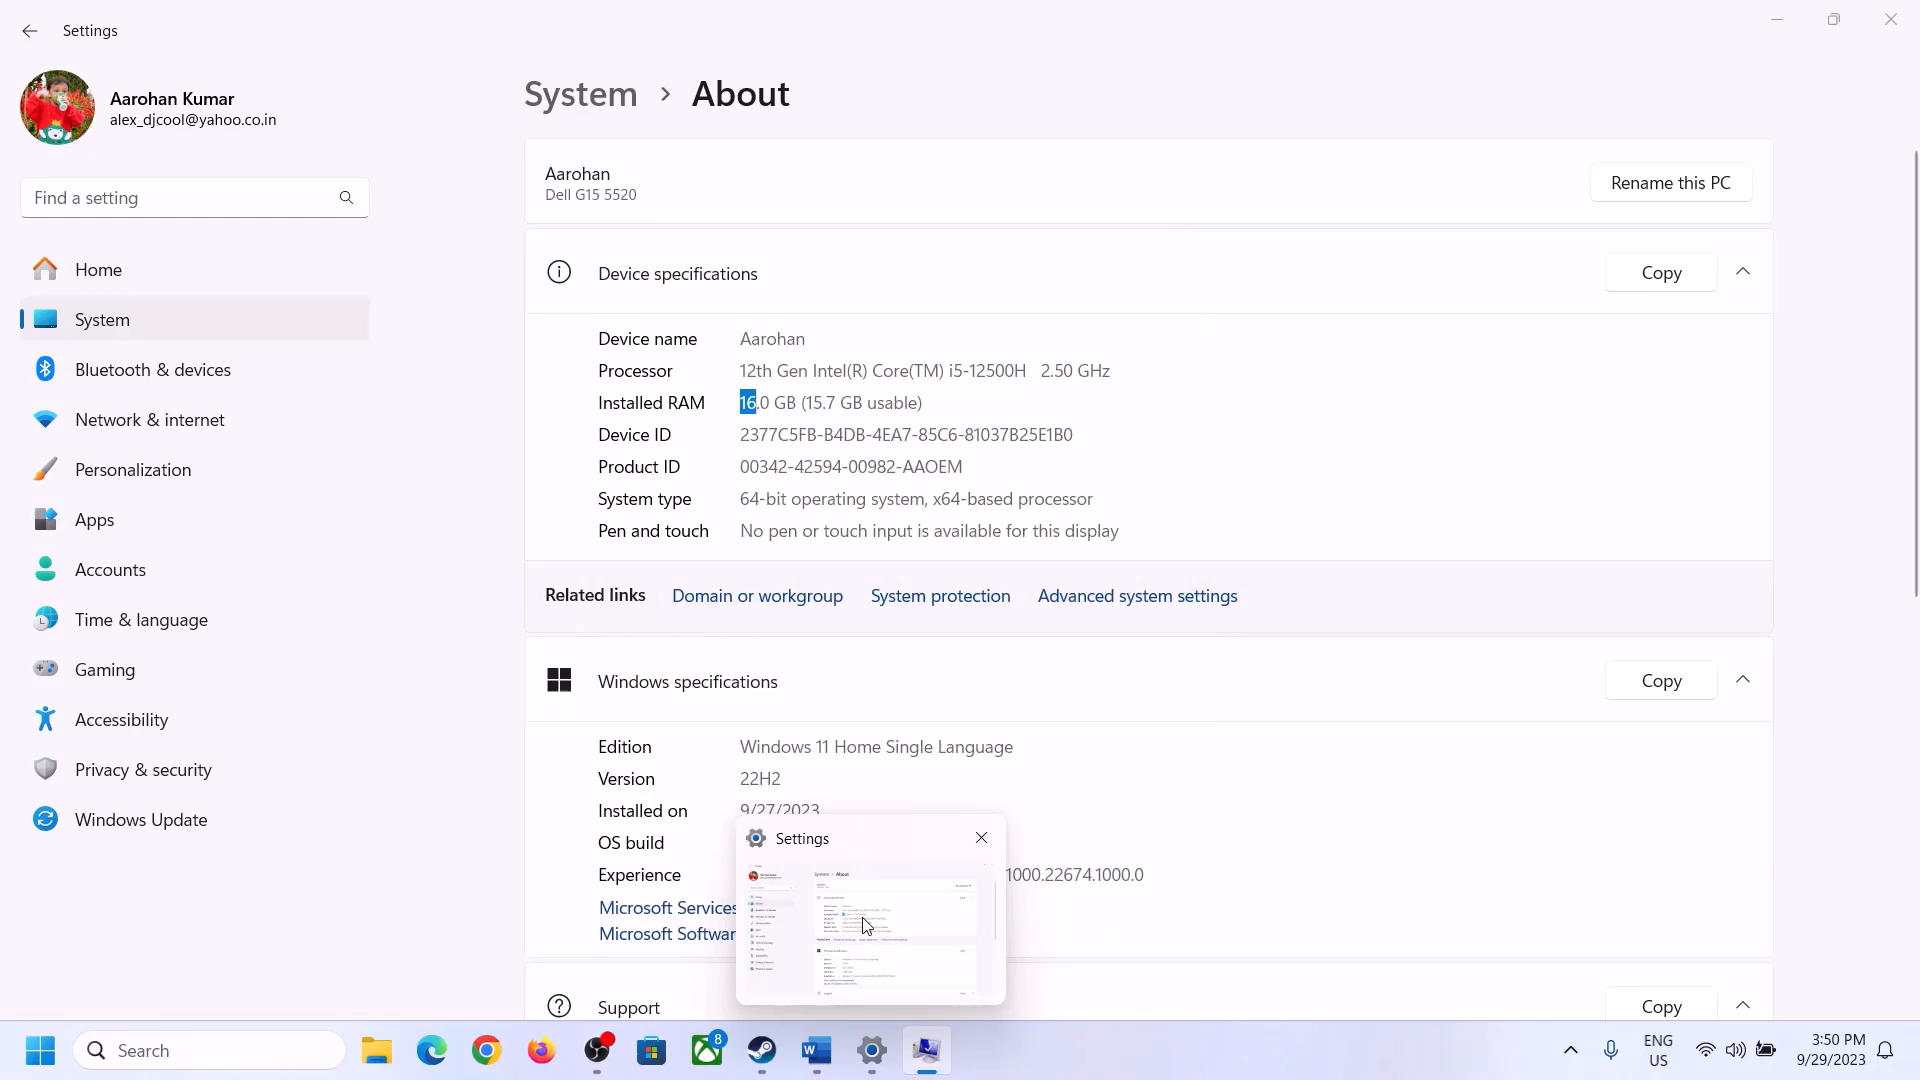 Settings
Aarohan Kumar
alex_djcool@yahoo.co.in
Find a setting
Home
System
Bluetooth & devices
Network & internet
Personalization
Apps
Accounts
Time & language
Gaming
Accessibility
Privacy & security
Windows Update
System › About
Aarohan
Dell G15 5520
Rename this PC
Device specifications
Copy
Device name Aarohan
Processor 12th Gen Intel(R) Core(TM) i5-12500H 2.50 GHz
Installed RAM 16.0 GB (15.7 GB usable)
Device ID 2377C5FB-B4DB-4EA7-85C6-81037B25E1B0
Product ID 00342-42594-00982-AAOEM
System type 64-bit operating system, x64-based processor
Pen and touch No pen or touch input is available for this display
Related links Domain or workgroup System protection Advanced system settings
Windows specifications
Copy
Edition Windows 11 Home Single Language
Version 22H2
Installed on 9/27/2023
OS build
Experience 1000.22674.1000.0
Microsoft Services
Microsoft Softwar
Settings
System › About
Support
Copy
Search
8
W
ENG
US
3:50 PM
9/29/2023